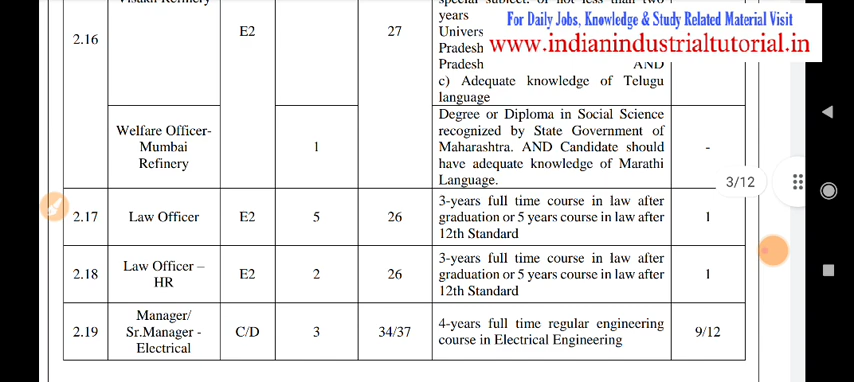 Visakh Refinery
special subject, or not less than two
For Daily Jobs, Knowledge & Study Related Material Visit
www.indianindustrialtutorial.in
2.16
E2
27
years
Univers
Pradesh
Pradesh AND
c) Adequate knowledge of Telugu
language
Welfare Officer-
Mumbai
Refinery
1
Degree or Diploma in Social Science
recognized by State Government of
Maharashtra. AND Candidate should
have adequate knowledge of Marathi
Language.
-
3/12
2.17
Law Officer
E2
5
26
3-years full time course in law after
graduation or 5 years course in law after
12th Standard
1
2.18
Law Officer –
HR
E2
2
26
3-years full time course in law after
graduation or 5 years course in law after
12th Standard
1
2.19
Manager/
Sr.Manager -
Electrical
C/D
3
34/37
4-years full time regular engineering
course in Electrical Engineering
9/12